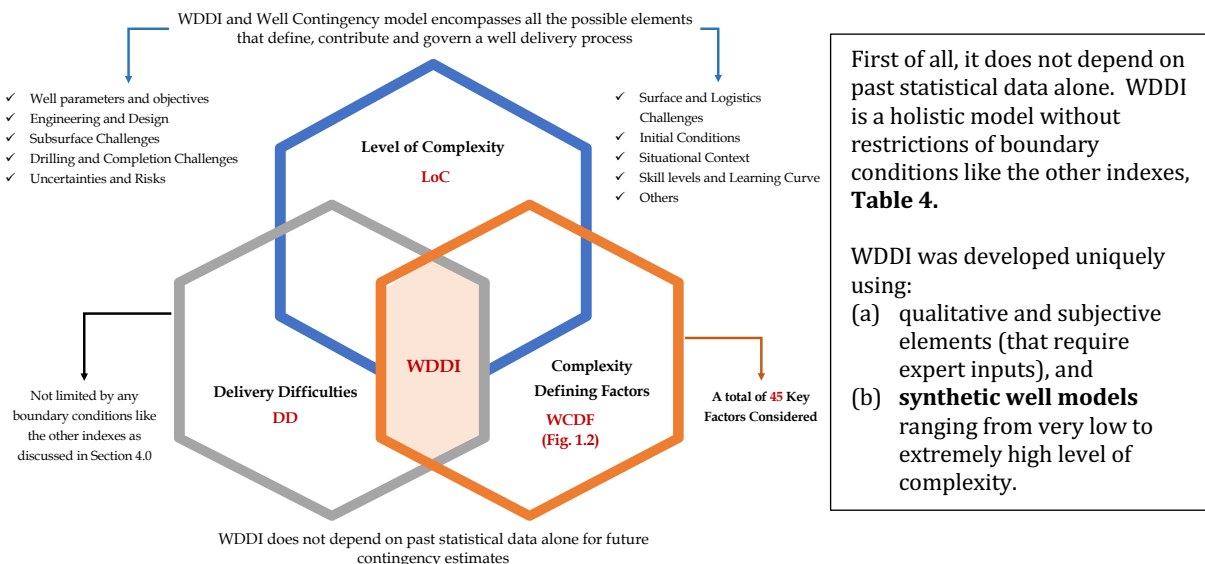 WDDI and Well Contingency model encompasses all the possible elements
that define, contribute and govern a well delivery process
✓ Well parameters and objectives
✓ Engineering and Design
✓ Subsurface Challenges
✓ Drilling and Completion Challenges
✓ Uncertainties and Risks
✓ Surface and Logistics
Challenges
✓ Initial Conditions
✓ Situational Context
✓ Skill levels and Learning Curve
✓ Others
Level of Complexity
LoC
WDDI
Delivery Difficulties
DD
Complexity
Defining Factors
WCDF
(Fig. 1.2)
Not limited by any
boundary conditions like
the other indexes as
discussed in Section 4.0
A total of 45 Key
Factors Considered
WDDI does not depend on past statistical data alone for future
contingency estimates
First of all, it does not depend on
past statistical data alone. WDDI
is a holistic model without
restrictions of boundary
conditions like the other indexes,
Table 4.
WDDI was developed uniquely
using:
(a) qualitative and subjective
elements (that require
expert inputs), and
(b) synthetic well models
ranging from very low to
extremely high level of
complexity.